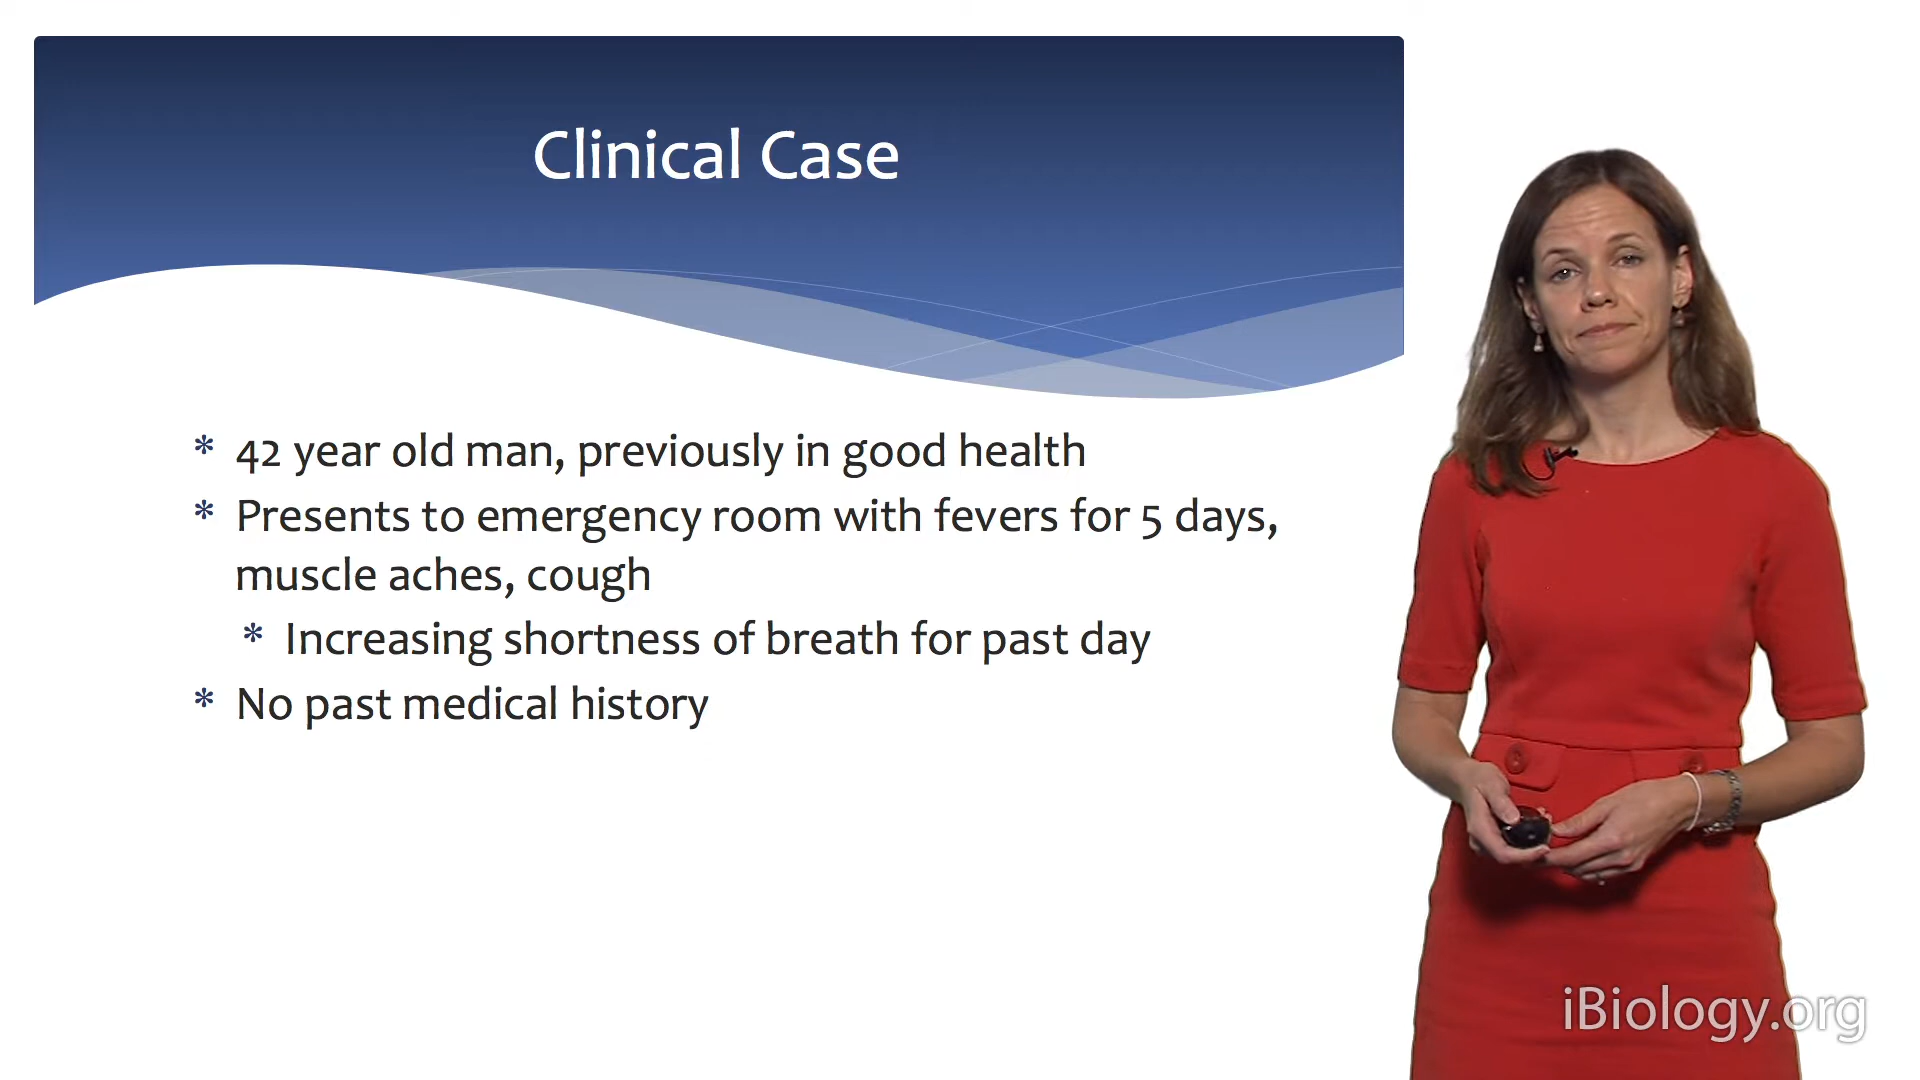 Clinical Case
* 42 year old man, previously in good health
* Presents to emergency room with fevers for 5 days,
muscle aches, cough
* Increasing shortness of breath for past day
* No past medical history
iBiology.org